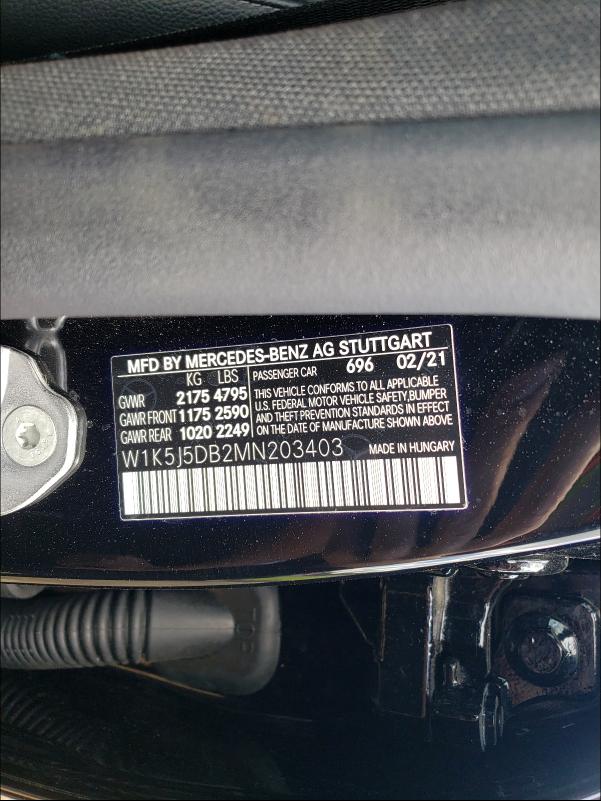 MFD BY MERCEDES-BENZ AG STUTTGART
KG LBS PASSENGER CAR 696 02/21
GVWR 2175 4795 THIS VEHICLE CONFORMS TO ALL APPLICABLE
U.S. FEDERAL MOTOR VEHICLE SAFETY,BUMPER
GAWR FRONT 1175 2590 AND THEFT PREVENTION STANDARDS IN EFFECT
GAWR REAR 1020 2249 ON THE DATE OF MANUFACTURE SHOWN ABOVE
W1K5J5DB2MN203403 MADE IN HUNGARY